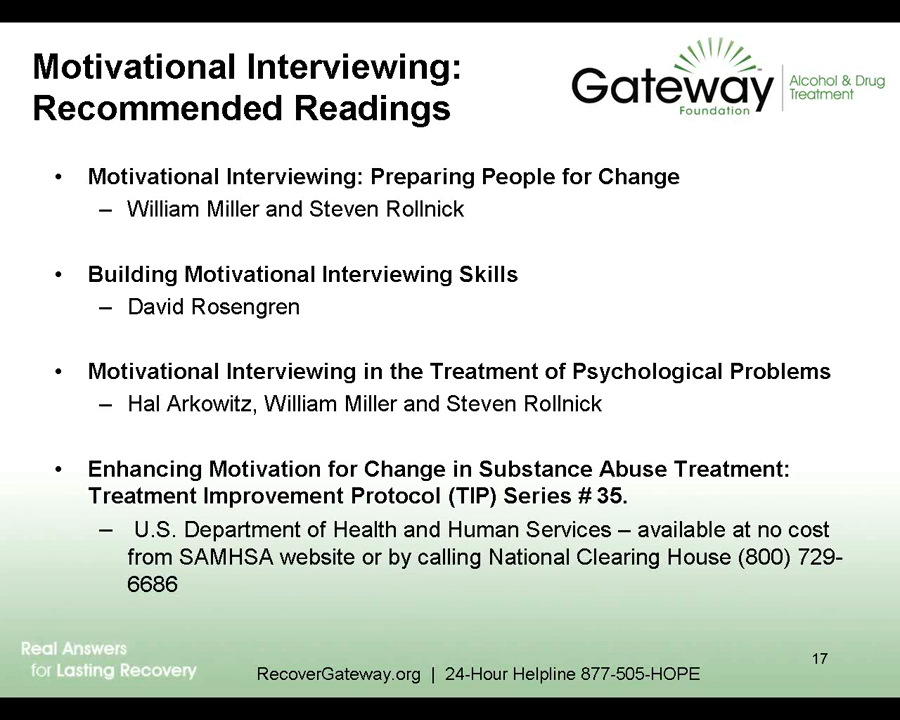 Motivational Interviewing:
Recommended Readings
Gateway
Foundation
Alcohol & Drug
Treatment
• Motivational Interviewing: Preparing People for Change
– William Miller and Steven Rollnick
• Building Motivational Interviewing Skills
– David Rosengren
• Motivational Interviewing in the Treatment of Psychological Problems
– Hal Arkowitz, William Miller and Steven Rollnick
• Enhancing Motivation for Change in Substance Abuse Treatment:
Treatment Improvement Protocol (TIP) Series # 35.
– U.S. Department of Health and Human Services – available at no cost
from SAMHSA website or by calling National Clearing House (800) 729-
6686
Real Answers
for Lasting Recovery
RecoverGateway.org | 24-Hour Helpline 877-505-HOPE
17